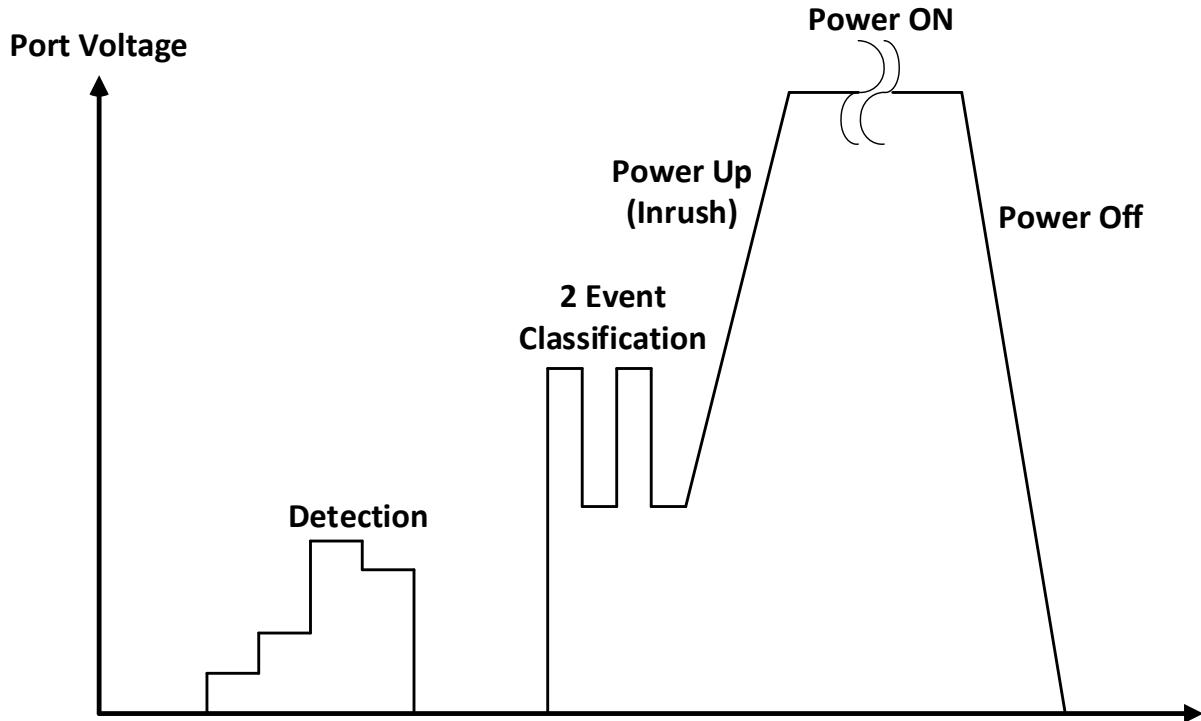 Power ON
Port Voltage
Power Up
(Inrush)
Power Off
2 Event
Classification
Detection